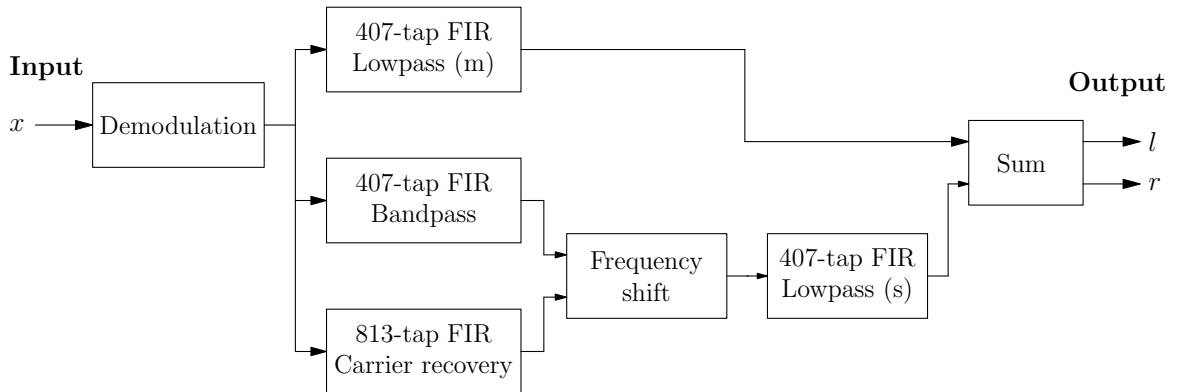 407-tap FIR
Lowpass (m)
Input
Output
x
Demodulation
l
Sum
r
407-tap FIR
Bandpass
Frequency
shift
407-tap FIR
Lowpass (s)
813-tap FIR
Carrier recovery